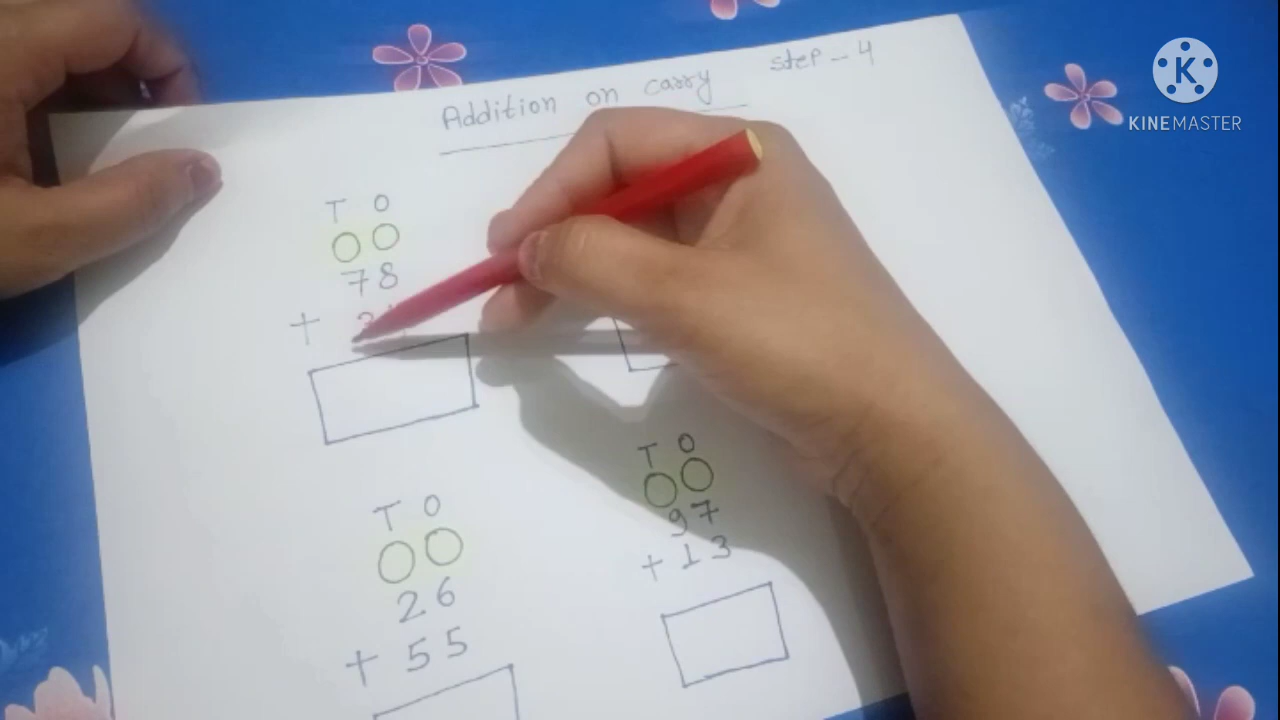 Addition on carry step-4
T O
78
+
T O
97
+ 13
T O
26
+ 55
KINEMASTER